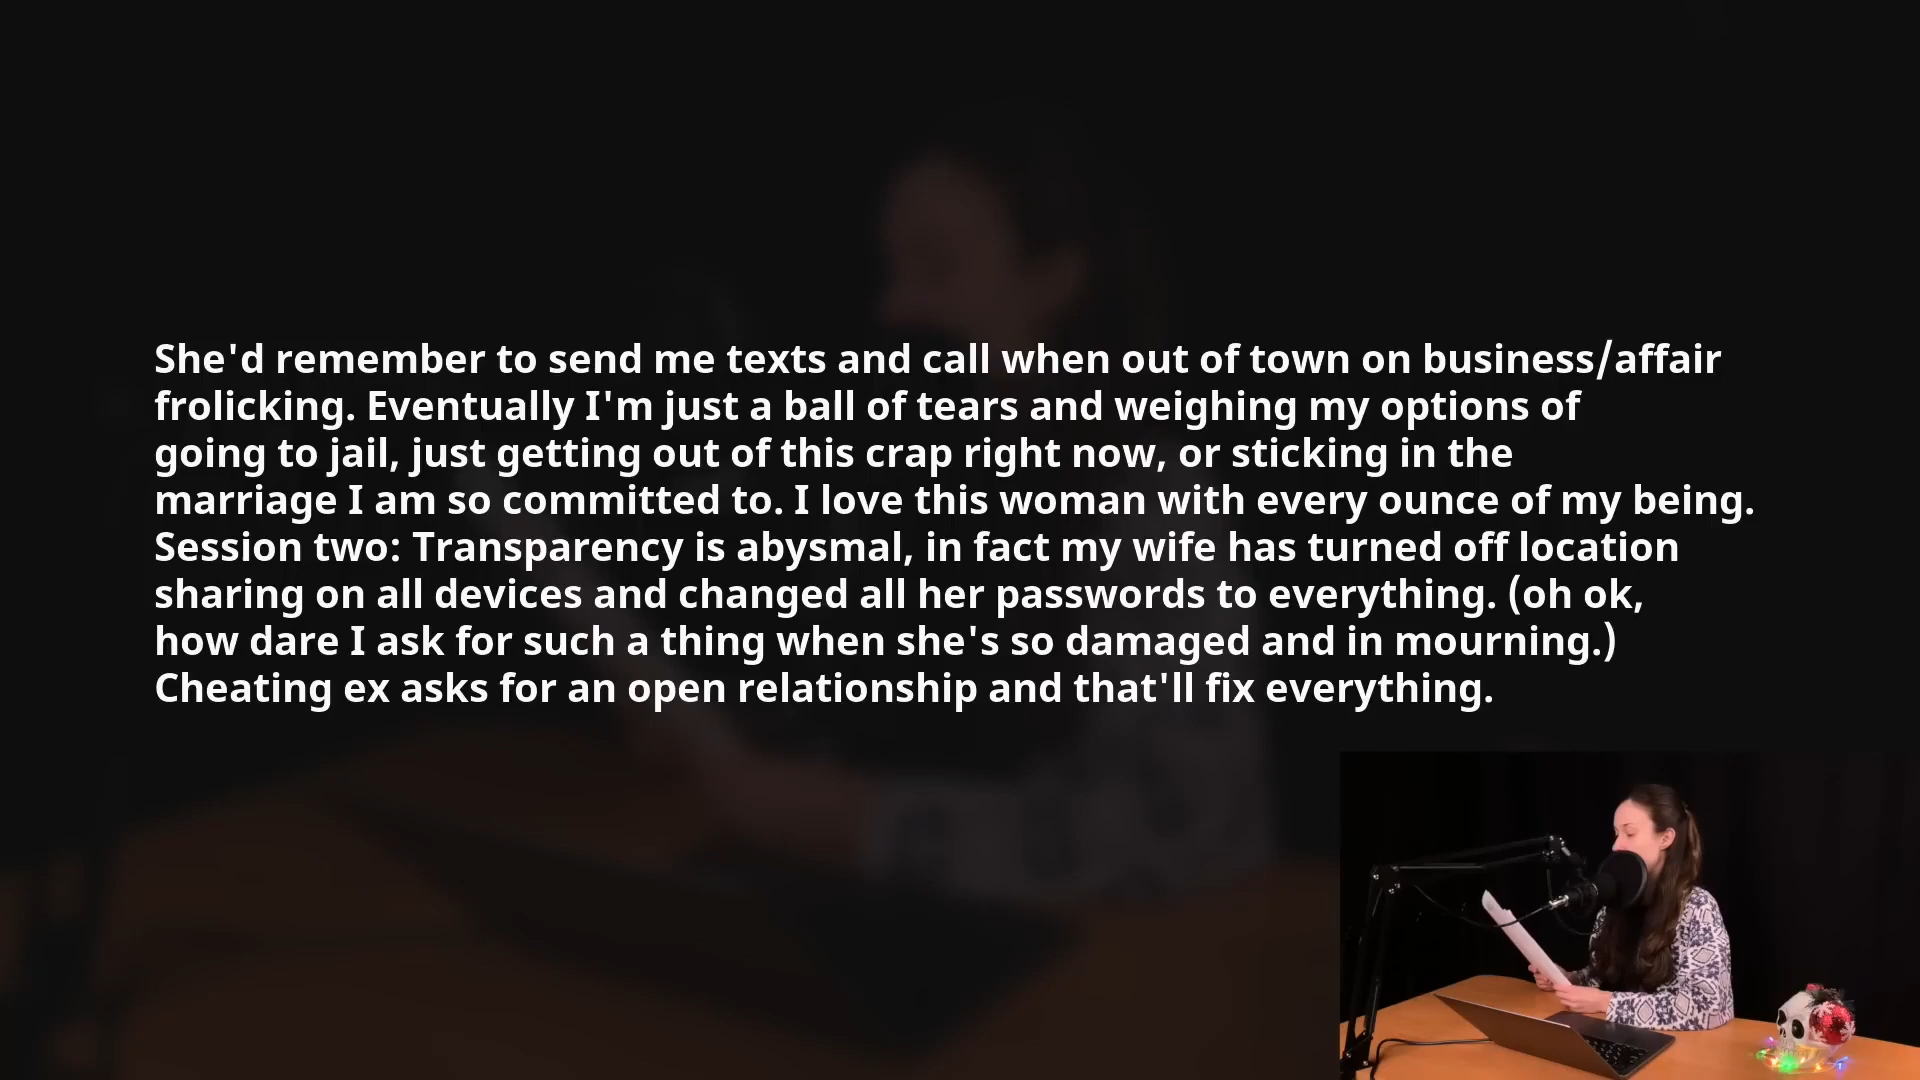 She'd remember to send me texts and call when out of town on business/affair
frolicking. Eventually I'm just a ball of tears and weighing my options of
going to jail, just getting out of this crap right now, or sticking in the
marriage I am so committed to. I love this woman with every ounce of my being.
Session two: Transparency is abysmal, in fact my wife has turned off location
sharing on all devices and changed all her passwords to everything. (oh ok,
how dare I ask for such a thing when she's so damaged and in mourning.)
Cheating ex asks for an open relationship and that'll fix everything.